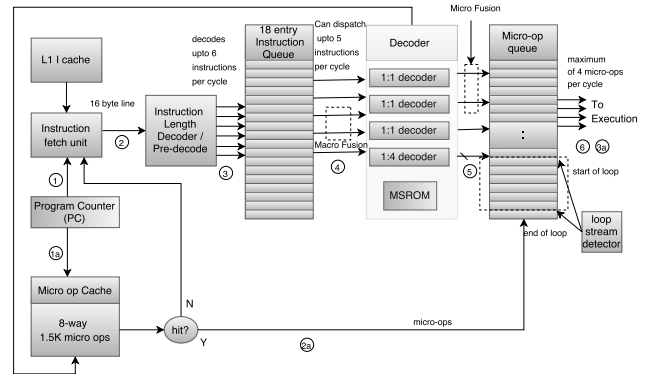 L1 I cache
Instruction
fetch unit
16 byte line
2
Instruction
Length
Decoder /
Pre-decode
decodes
upto 6
instructions
per cycle
3
18 entry
Instruction
Queue
Can dispatch
upto 5
instructions
per cycle
Macro Fusion
4
Decoder
1:1 decoder
1:1 decoder
1:1 decoder
1:4 decoder
MSROM
5
Micro Fusion
Micro-op
queue
:
maximum
of 4 micro-ops
per cycle
To
Execution
6 3a
start of loop
end of loop
loop
stream
detector
1
Program Counter
(PC)
1a
Micro op Cache
8-way
1.5K micro ops
hit?
N
Y
2a
micro-ops